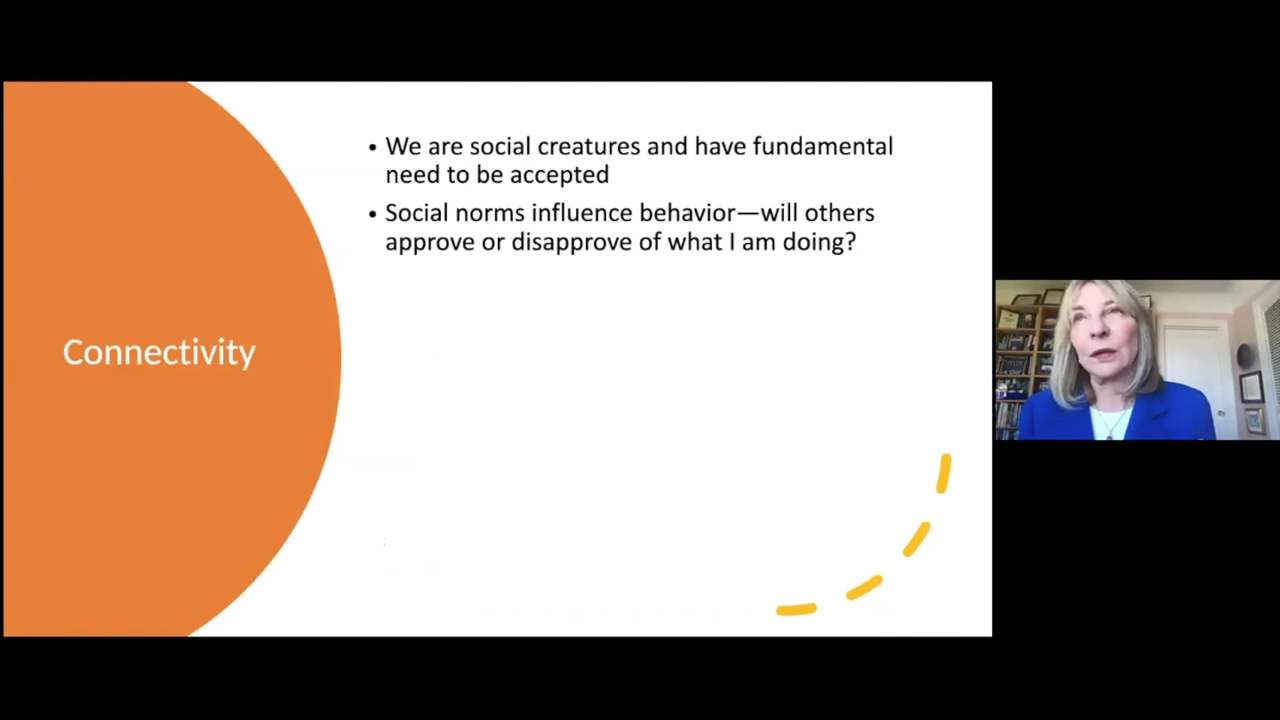 Connectivity
• We are social creatures and have fundamental
need to be accepted
• Social norms influence behavior—will others
approve or disapprove of what I am doing?